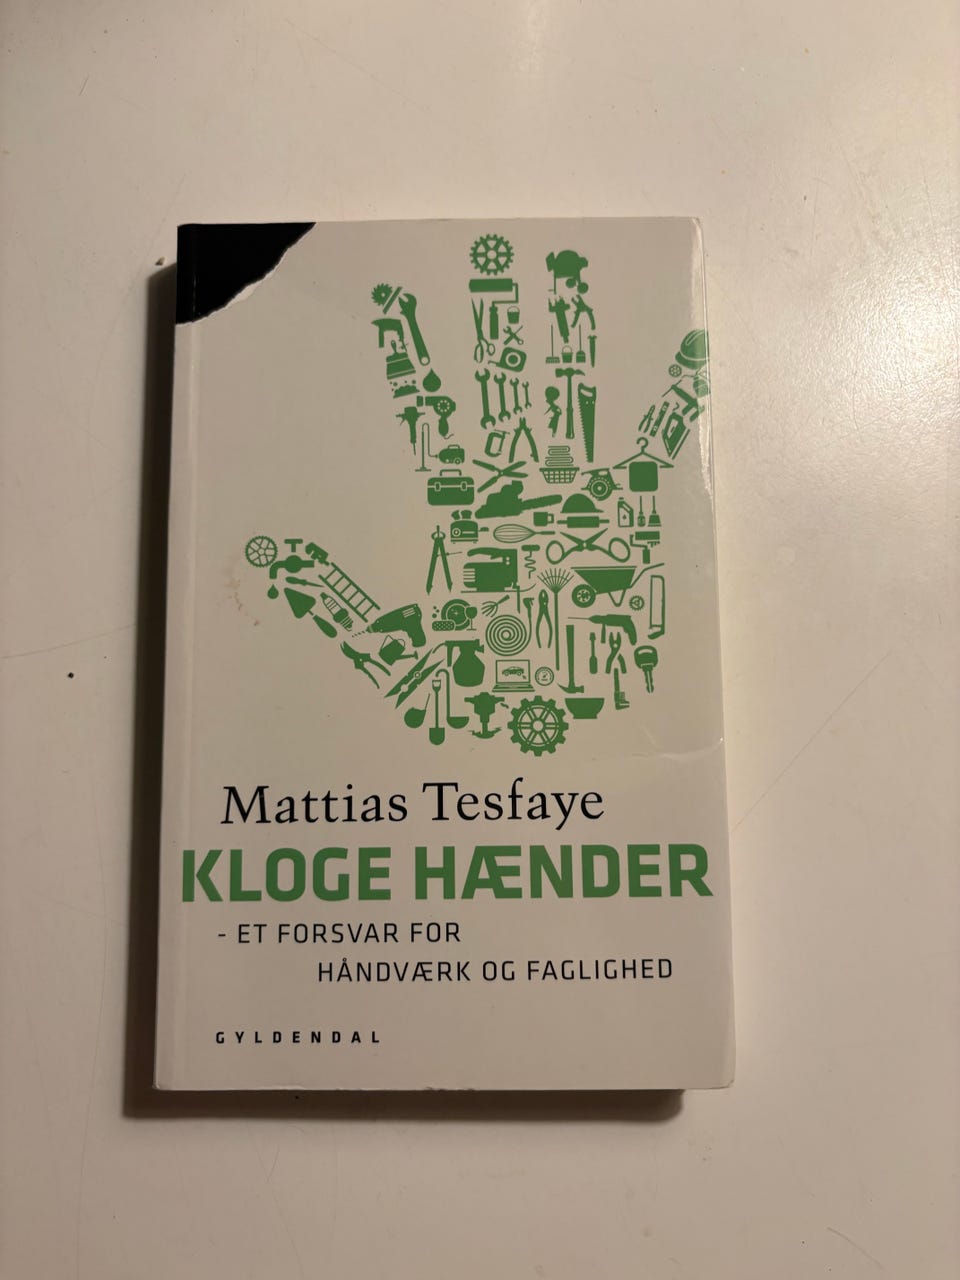 Mattias Tesfaye
KLOGE HÆNDER
- ET FORSVAR FOR
HÅNDVÆRK OG FAGLIGHED
GYLDENDAL